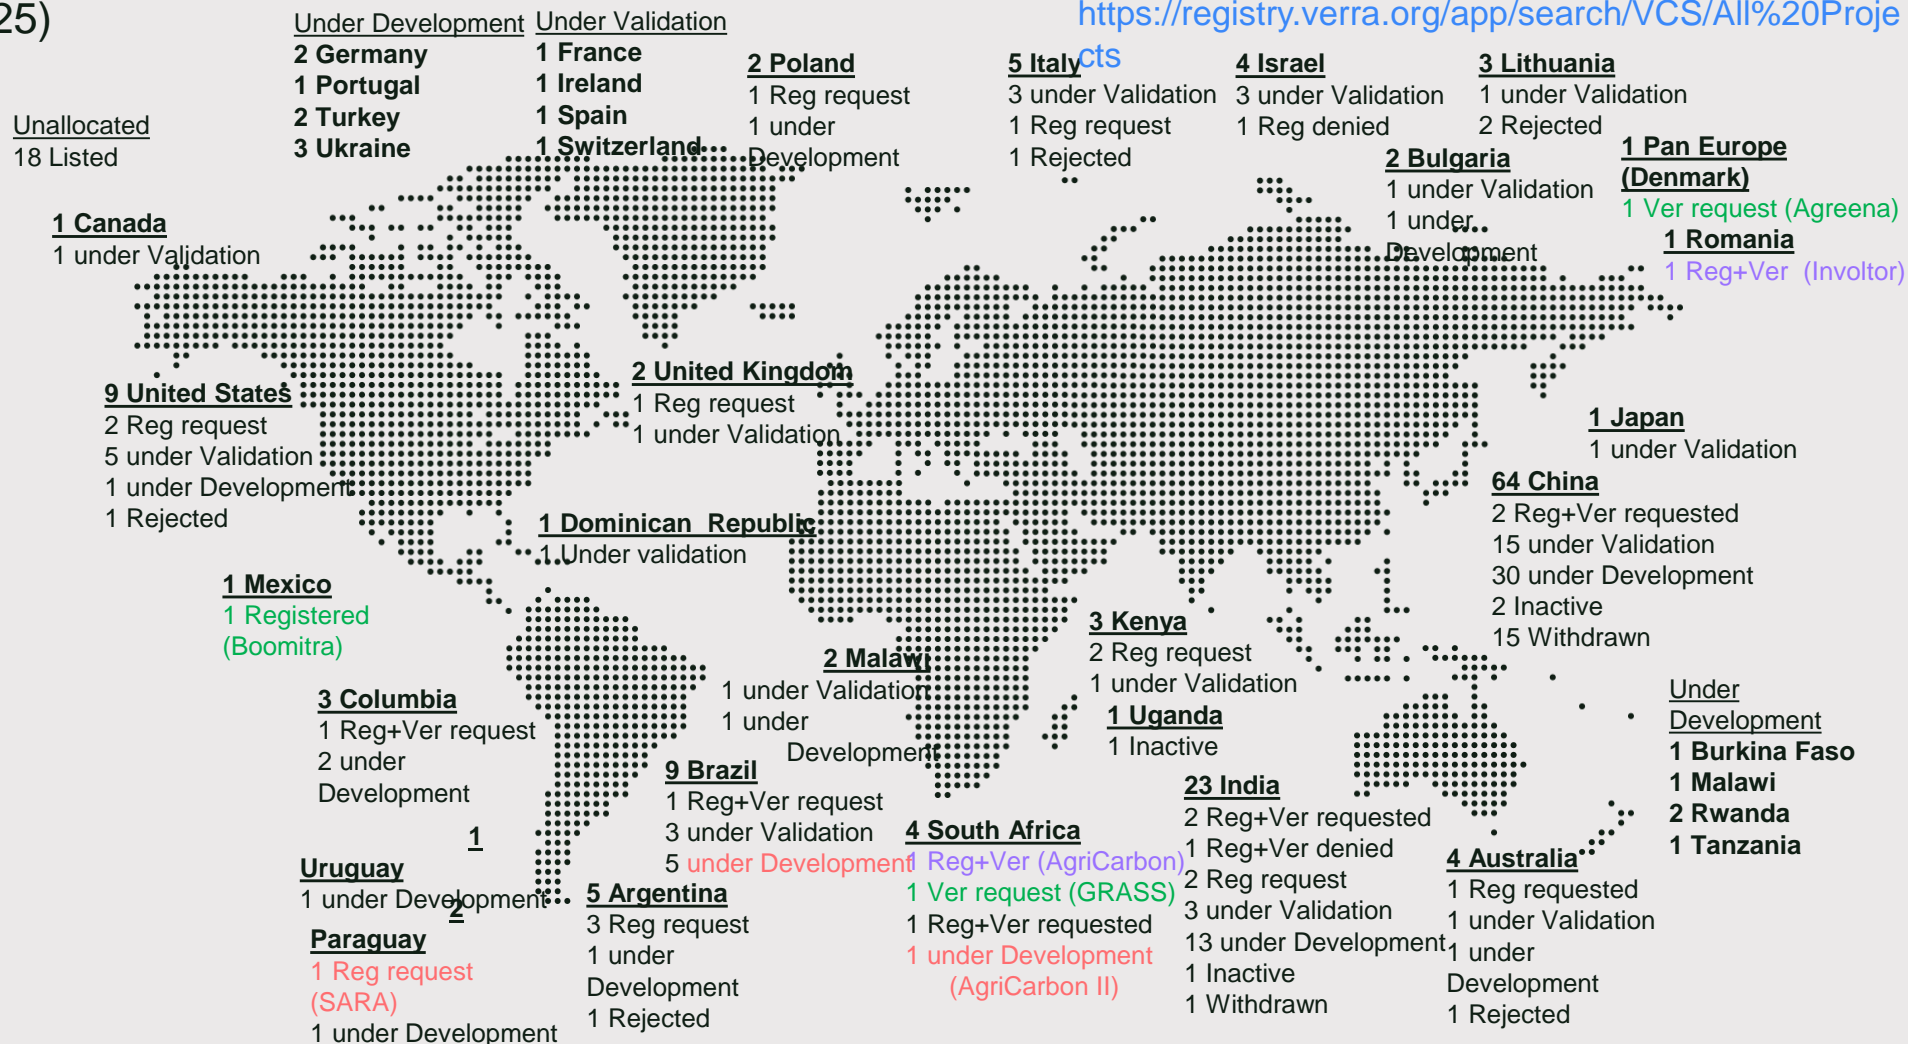 25)
https://registry.verra.org/app/search/VCS/All%20Proje
cts
Under Development
2 Germany
1 Portugal
2 Turkey
3 Ukraine
Under Validation
1 France
1 Ireland
1 Spain
1 Switzerland
2 Poland
1 Reg request
1 under
Development
5 Italy
3 under Validation
1 Reg request
1 Rejected
4 Israel
3 under Validation
1 Reg denied
3 Lithuania
1 under Validation
2 Rejected
Unallocated
18 Listed
2 Bulgaria
1 under Validation
1 under
Development
1 Pan Europe
(Denmark)
1 Ver request (Agreena)
1 Romania
1 Reg+Ver (Involtor)
1 Canada
1 under Validation
9 United States
2 Reg request
5 under Validation
1 under Development
1 Rejected
2 United Kingdom
1 Reg request
1 under Validation
1 Japan
1 under Validation
64 China
2 Reg+Ver requested
15 under Validation
30 under Development
2 Inactive
15 Withdrawn
1 Dominican Republic
1 Under validation
1 Mexico
1 Registered
(Boomitra)
3 Kenya
2 Reg request
1 under Validation
1 Uganda
1 Inactive
2 Malawi
1 under Validation
1 under
Development
3 Columbia
1 Reg+Ver request
2 under
Development
Under
Development
1 Burkina Faso
1 Malawi
2 Rwanda
1 Tanzania
9 Brazil
1 Reg+Ver request
3 under Validation
5 under Development
23 India
2 Reg+Ver requested
1 Reg+Ver denied
2 Reg request
3 under Validation
13 under Development
1 Inactive
1 Withdrawn
4 South Africa
1 Reg+Ver (AgriCarbon)
1 Ver request (GRASS)
1 Reg+Ver requested
1 under Development
(AgriCarbon II)
1
Uruguay
1 under Development
2
Paraguay
1 Reg request
(SARA)
1 under Development
5 Argentina
3 Reg request
1 under
Development
1 Rejected
4 Australia
1 Reg requested
1 under Validation
1 under
Development
1 Rejected